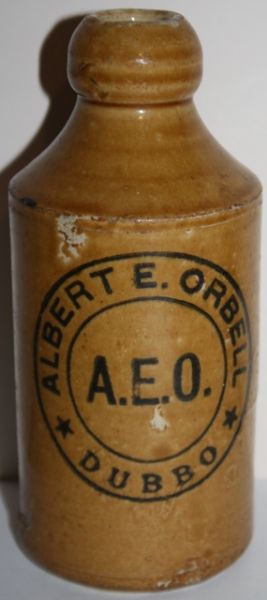 ALBERT E. ORBELL
A.E.O.
★ DUBBO ★